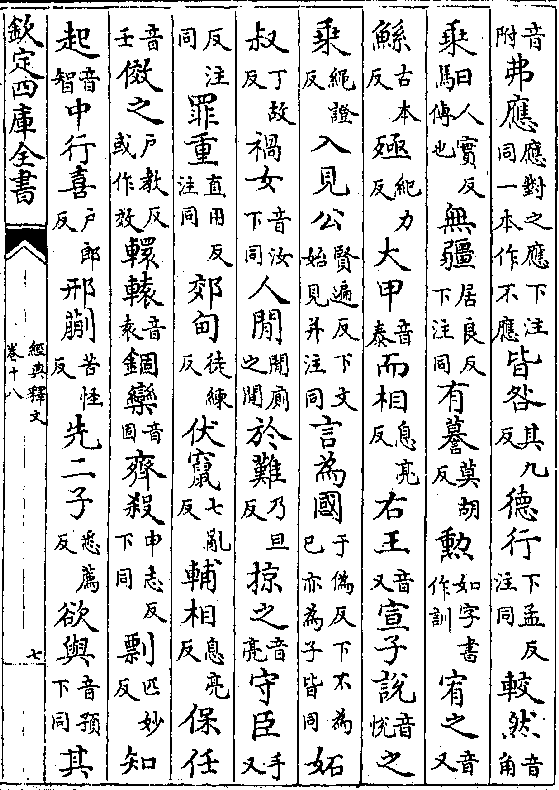 音附弗應應對之應下注同一本作不應皆咎其九反德行下孟反注同較然音角
乘日人實反馬傳也無疆居良反下注同有謩莫胡反勲如字書作訓宥之音又
鯀古本反殛紀力反大甲音泰而相息亮反右王音又宣子說音悅之
乘繩證反入見公賢遍反下文始見并注同言為國于偽反下不為已亦為子皆同妬
叔丁故反禍女音汝下同人閒閒廁之閒於難乃旦反掠之音亮守臣手又
反注同罪重直用反注同郊甸徒練反伏竄七亂反輔相息亮反保任
音壬傚之戶教反或作效轘轅音袁錮欒音固齊殺申志反下同剽匹妙反知
起音智中行喜戶郎反邢蒯苦怪反先二子悉薦反欲與音預下同其
欽定四庫全書
經典釋文
卷十八
七